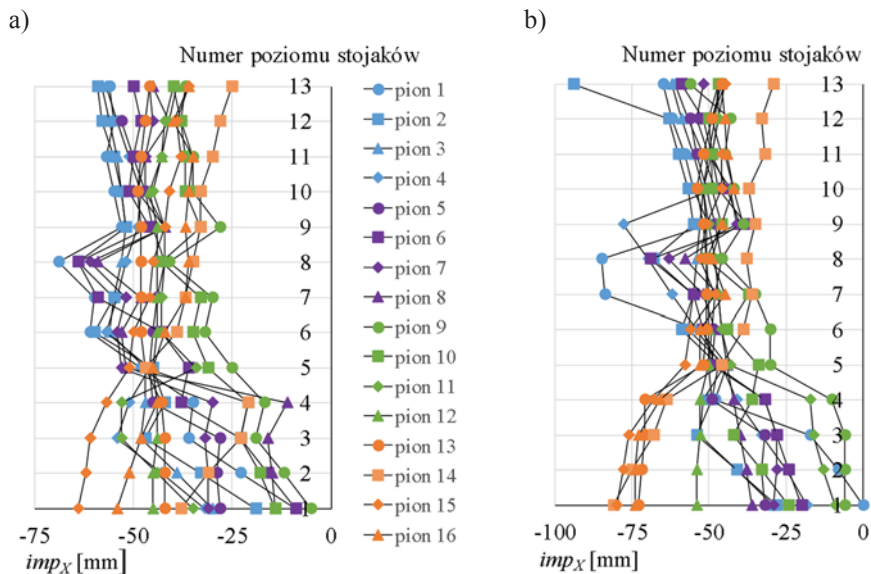 a)
b)
Numer poziomu stojaków
13
12
11
10
9
8
7
6
5
4
3
2
1
-75
-50
-25
0
impX [mm]
pion 1
pion 2
pion 3
pion 4
pion 5
pion 6
pion 7
pion 8
pion 9
pion 10
pion 11
pion 12
pion 13
pion 14
pion 15
pion 16
Numer poziomu stojaków
13
12
11
10
9
8
7
6
5
4
3
2
1
-100
-75
-50
-25
0
impX [mm]